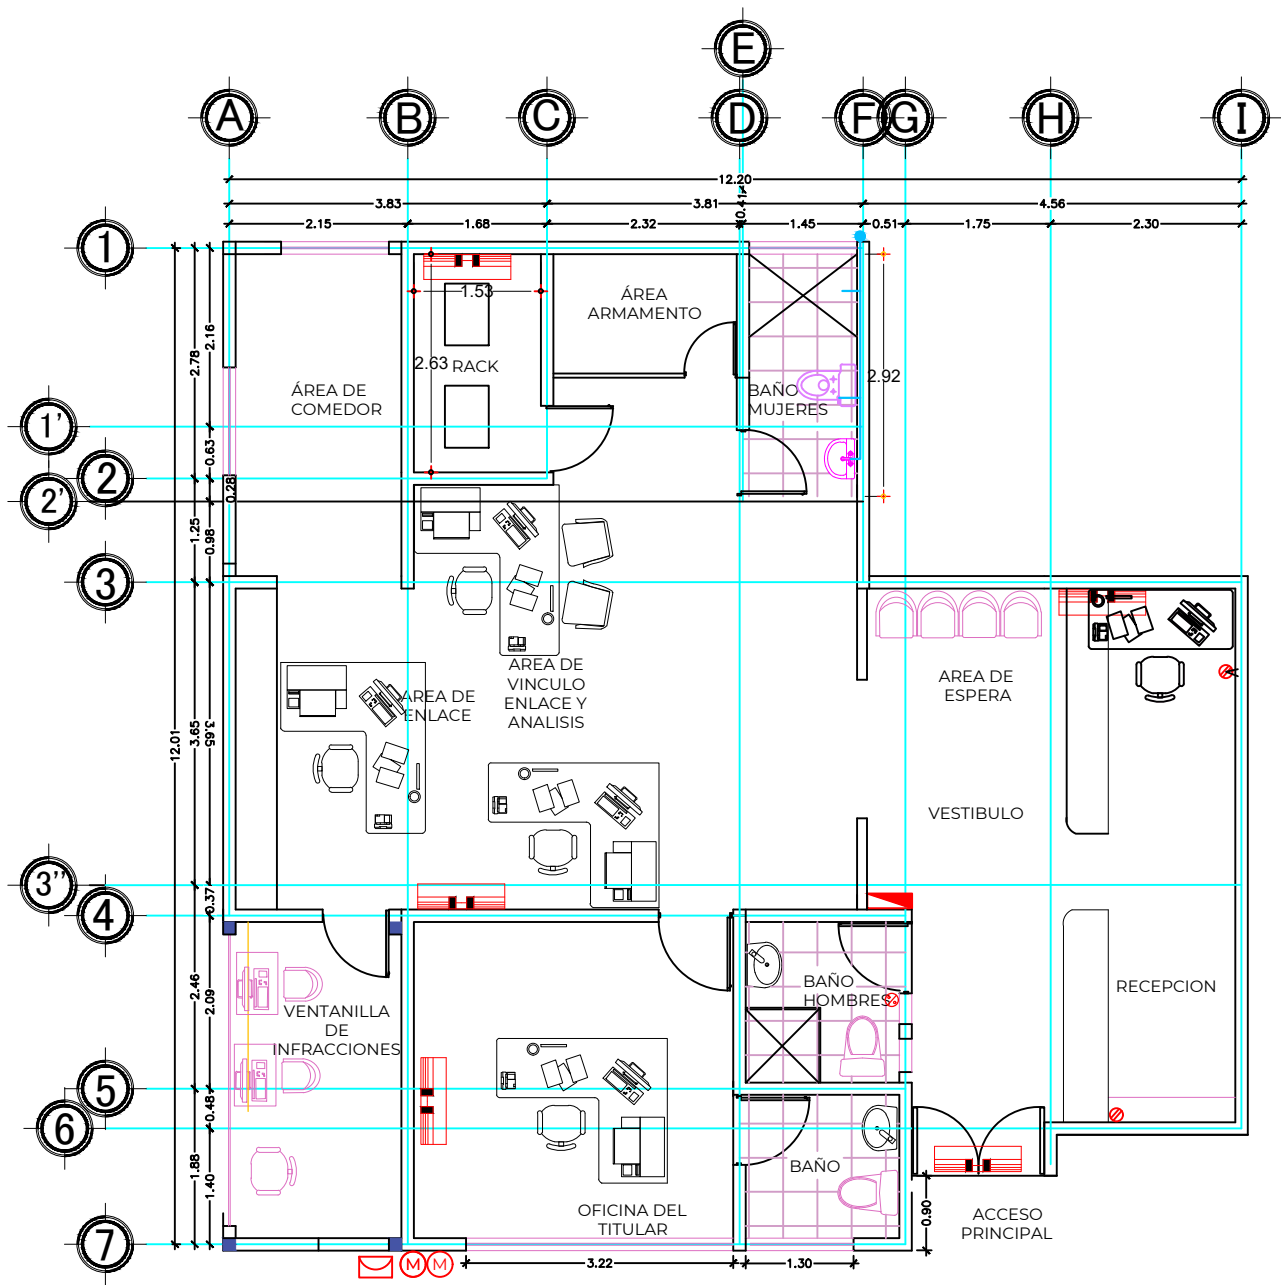 E
A
B
C
D
F
G
H
I
12.20
3.83
3.81
0.41
4.56
2.15
1.68
2.32
1.45
0.51
1.75
2.30
1
1'
2
2'
3
3''
4
5
6
7
12.01
2.78
1.25
3.65
2.46
1.88
2.16
0.63
0.98
3.65
0.37
2.09
0.48
1.40
0.28
1.53
2.63
RACK
ÁREA
ARMAMENTO
2.92
BAÑO
MUJERES
ÁREA DE
COMEDOR
AREA DE
ENLACE
AREA DE
VINCULO
ENLACE Y
ANALISIS
AREA DE
ESPERA
VESTIBULO
RECEPCION
VENTANILLA
DE
INFRACCIONES
BAÑO
HOMBRES
BAÑO
OFICINA DEL
TITULAR
ACCESO
PRINCIPAL
0.90
M
M
3.22
1.30